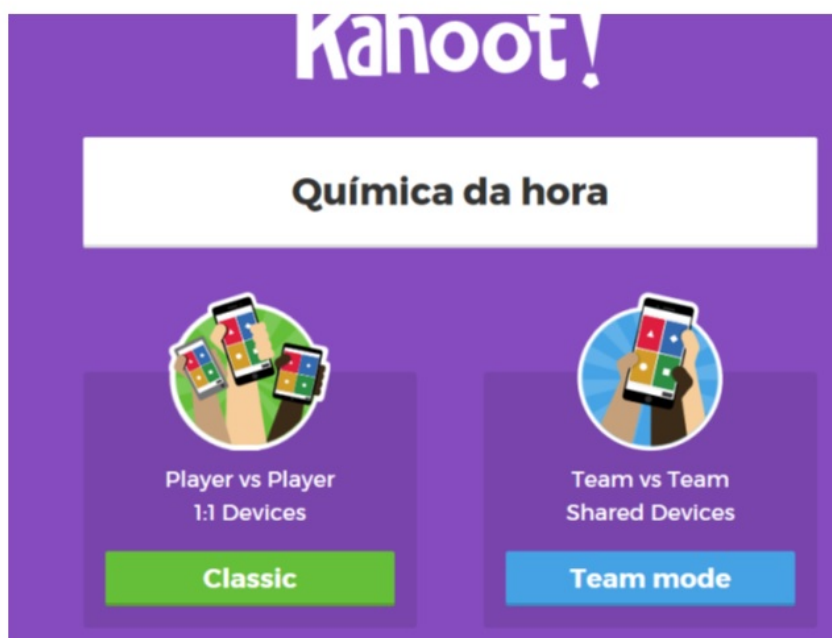 Kahoot!
Química da hora
Player vs Player
1:1 Devices
Classic
Team vs Team
Shared Devices
Team mode